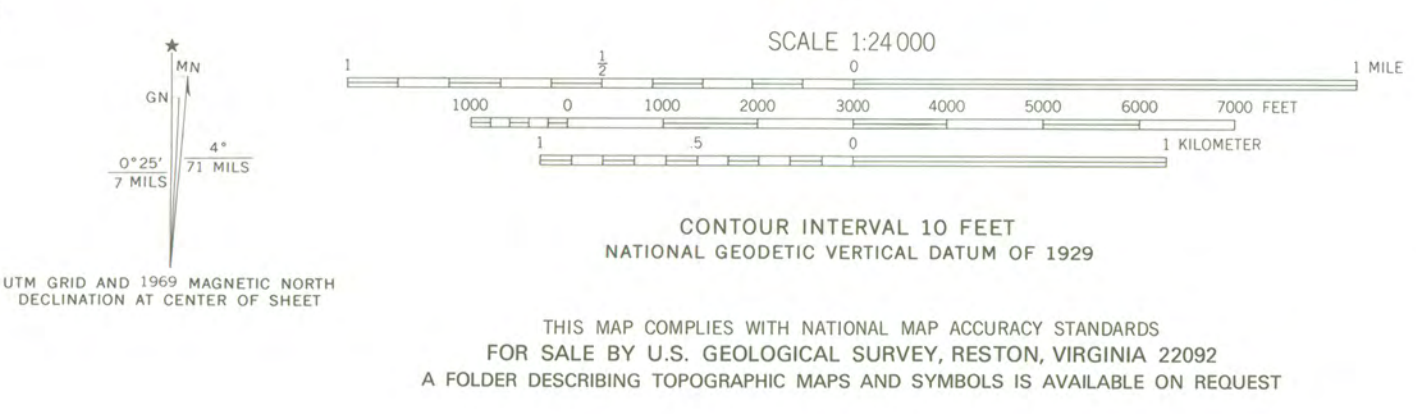 ★
MN
GN
0°25'
7 MILS
4°
71 MILS
UTM GRID AND 1969 MAGNETIC NORTH
DECLINATION AT CENTER OF SHEET
SCALE 1:24 000
1 1/2 0 1 MILE
1000 0 1000 2000 3000 4000 5000 6000 7000 FEET
1 .5 0 1 KILOMETER
CONTOUR INTERVAL 10 FEET
NATIONAL GEODETIC VERTICAL DATUM OF 1929
THIS MAP COMPLIES WITH NATIONAL MAP ACCURACY STANDARDS
FOR SALE BY U.S. GEOLOGICAL SURVEY, RESTON, VIRGINIA 22092
A FOLDER DESCRIBING TOPOGRAPHIC MAPS AND SYMBOLS IS AVAILABLE ON REQUEST